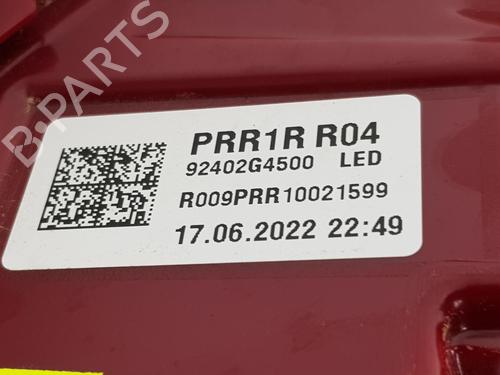 B-PARTS
PRR1R R04
92402G4500 LED
R009PRR10021599
17.06.2022 22:49